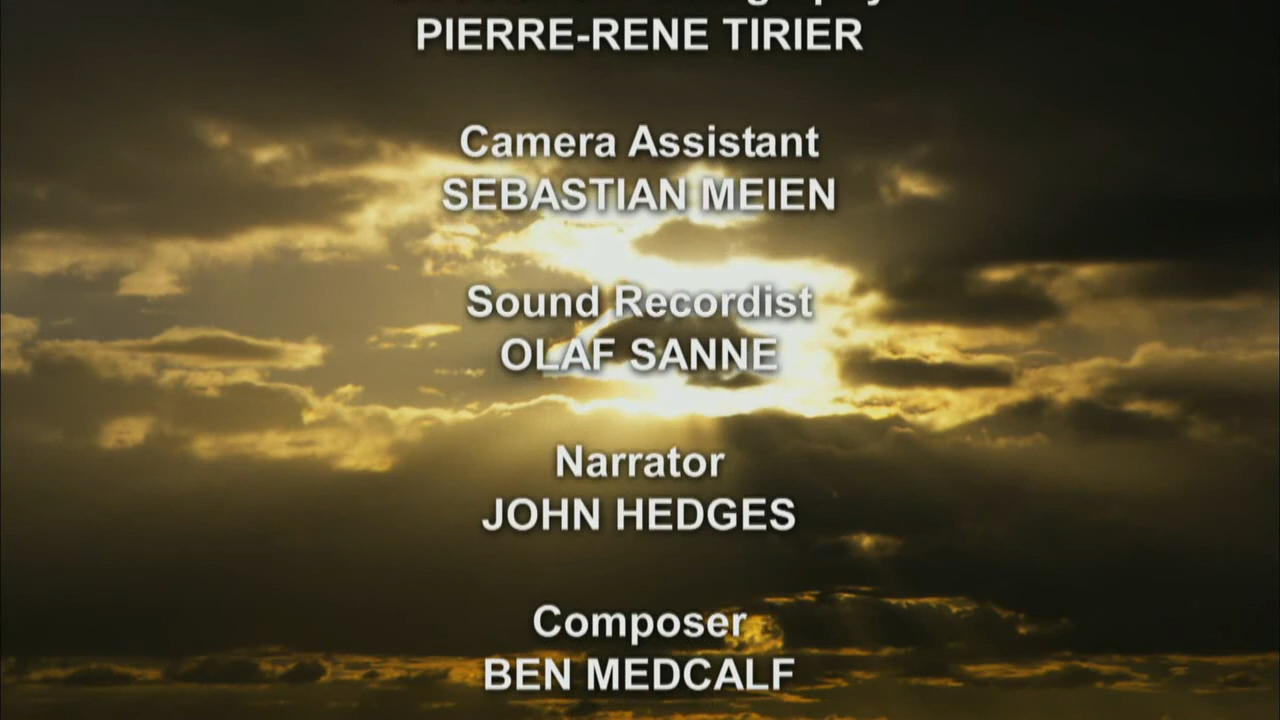 PIERRE-RENE TIRIER
Camera Assistant
SEBASTIAN MEIEN
Sound Recordist
OLAF SANNE
Narrator
JOHN HEDGES
Composer
BEN MEDCALF